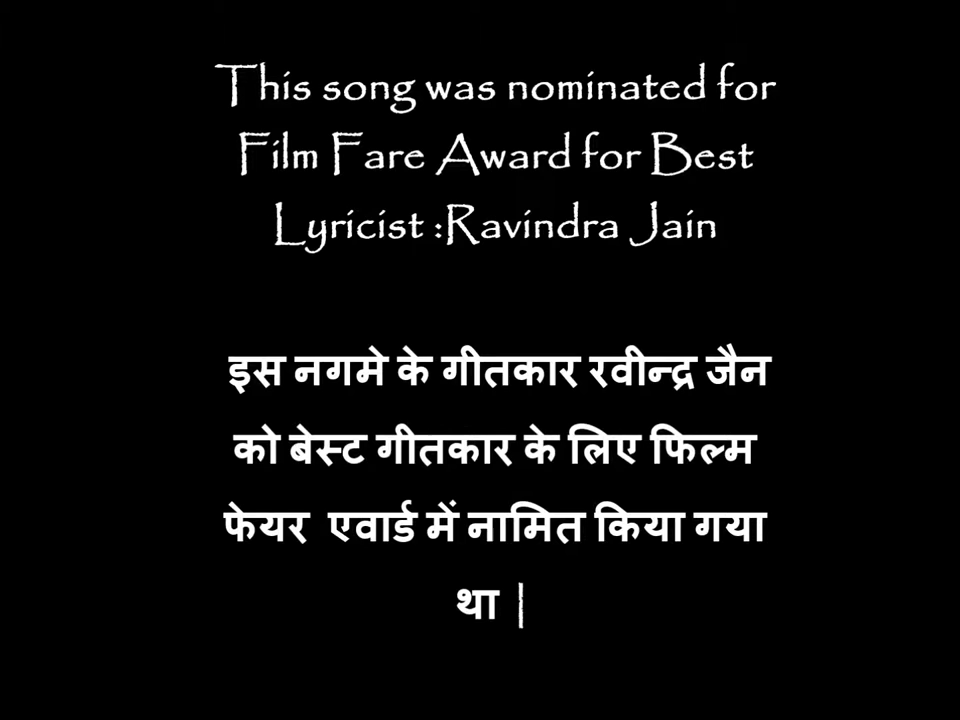 This song was nominated for
Film Fare Award for Best
Lyricist :Ravindra Jain
इस नगमे के गीतकार रवीन्द्र जैन
को बेस्ट गीतकार के लिए फिल्म
फेयर एवार्ड में नामित किया गया
था |